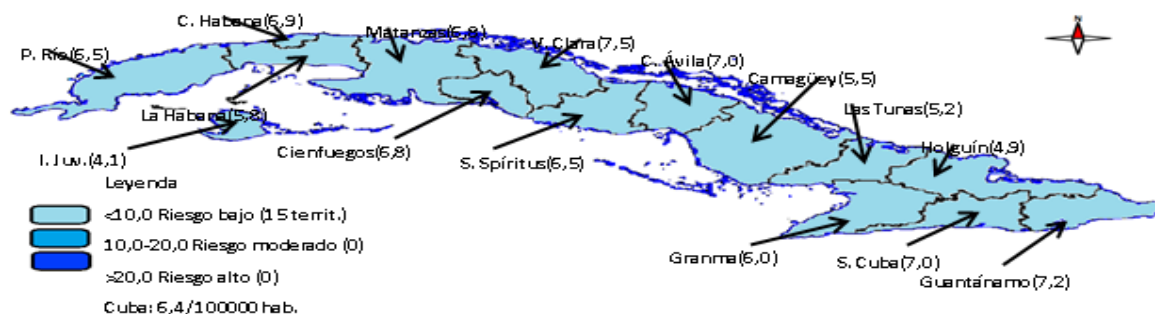 C. Habana(6,9)
Matanzas(6,8)
V. Clara(7,5)
P. Río(6,5)
C. Ávila(7,0)
Camagüey(5,5)
Las Tunas(5,2)
La Habana(5,8)
Holguín(4,9)
I. Juv.(4,1)
Cienfuegos(6,8)
S. Spíritus(6,5)
Leyenda
<10,0 Riesgo bajo (15 territ.)
10,0-20,0 Riesgo moderado (0)
>20,0 Riesgo alto (0)
Cuba: 6,4/100000 hab.
Granma(6,0)
S. Cuba(7,0)
Guantánamo(7,2)
N